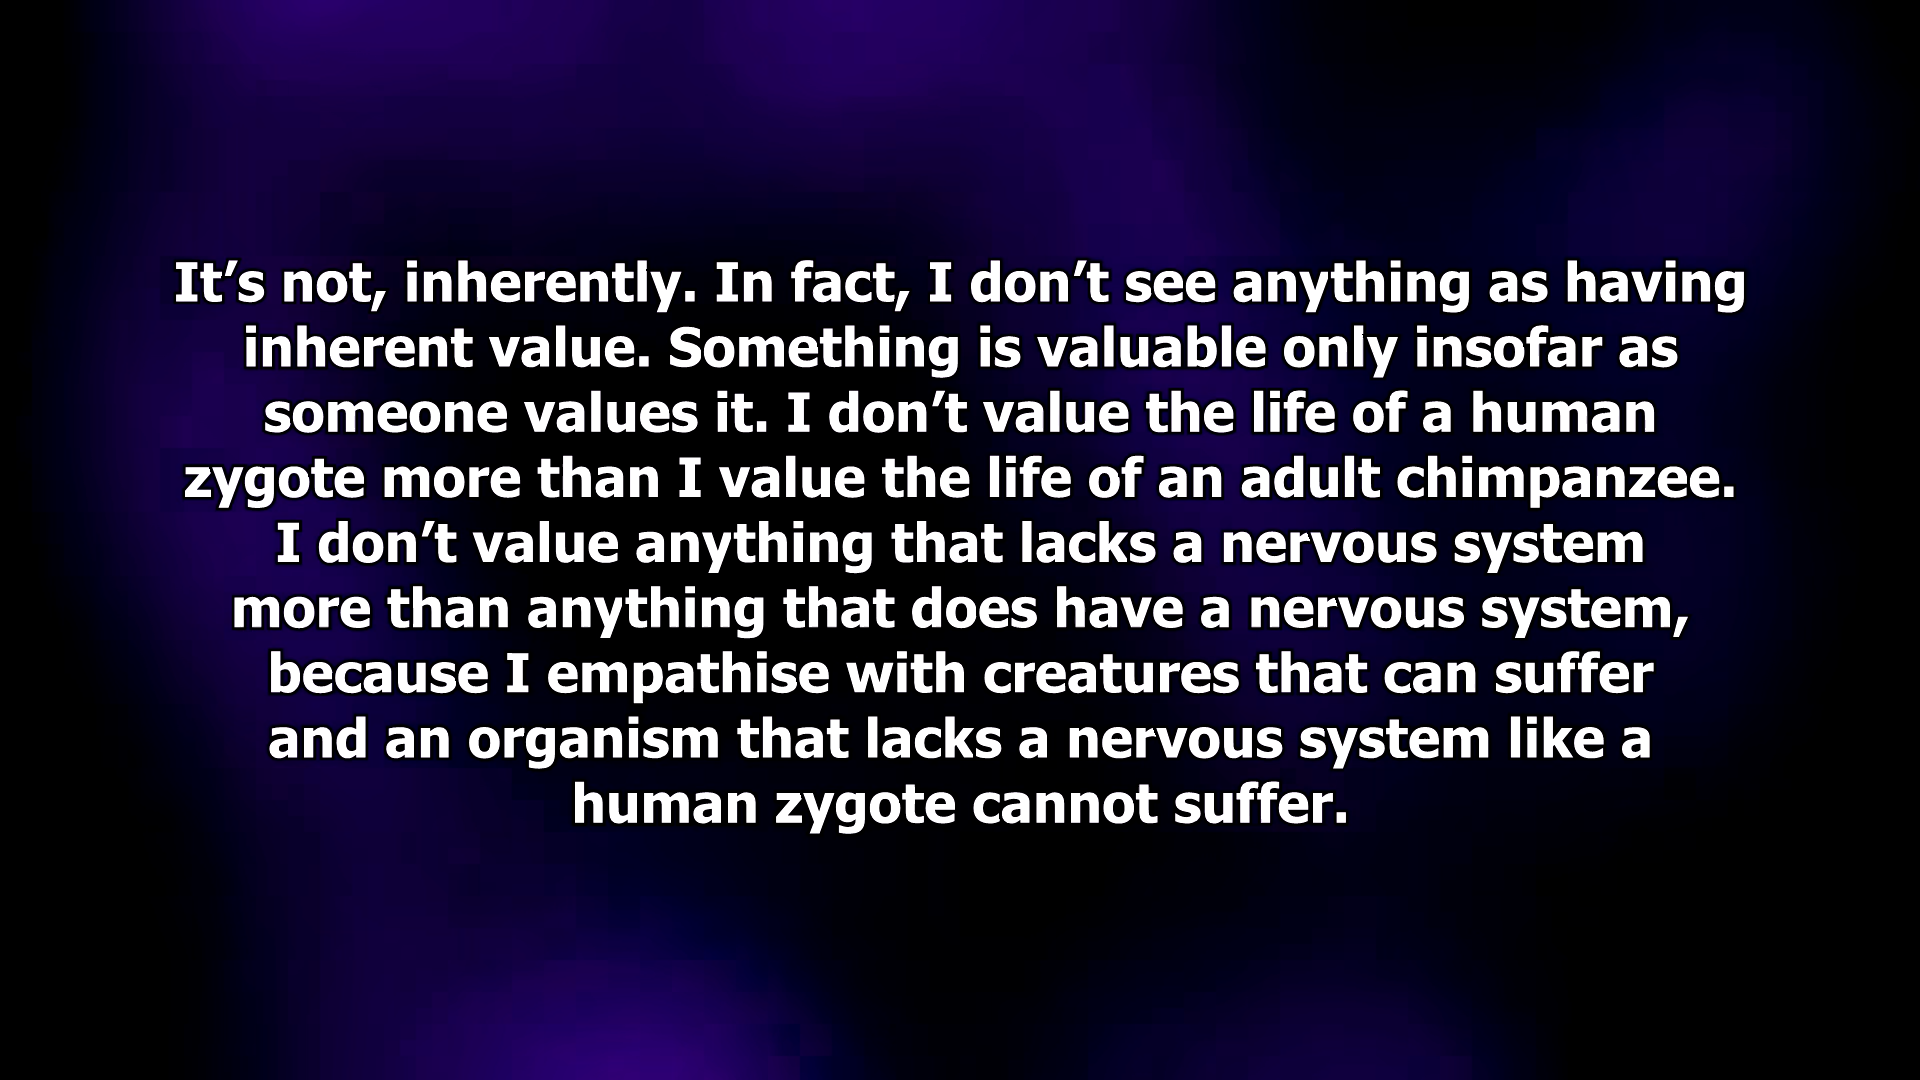 It’s not, inherently. In fact, I don’t see anything as having
inherent value. Something is valuable only insofar as
someone values it. I don’t value the life of a human
zygote more than I value the life of an adult chimpanzee.
I don’t value anything that lacks a nervous system
more than anything that does have a nervous system,
because I empathise with creatures that can suffer
and an organism that lacks a nervous system like a
human zygote cannot suffer.